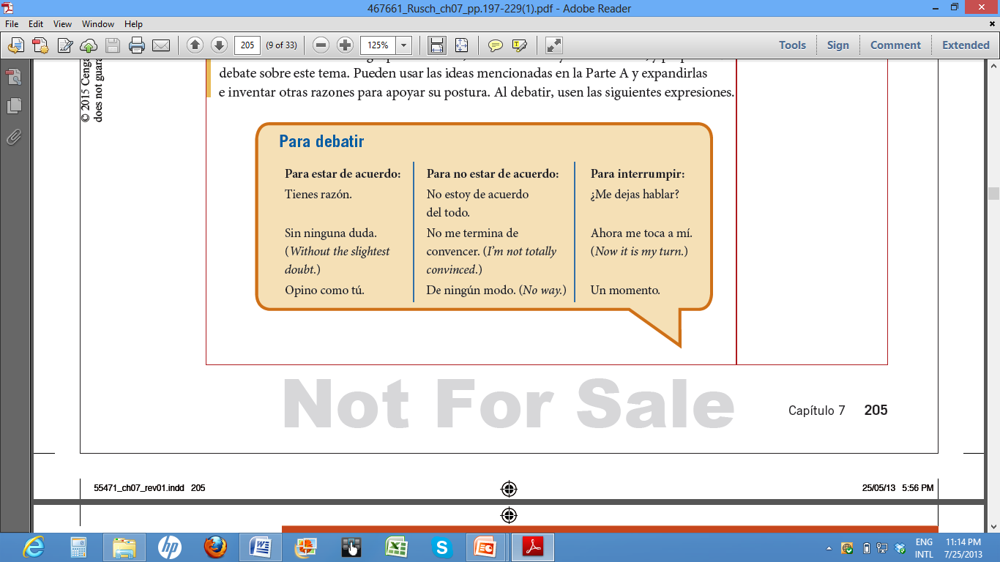 467661_Rusch_ch07_pp.197-229(1).pdf - Adobe Reader
File Edit View Window Help
205 (9 of 33) 125% Tools Sign Comment Extended
© 2015 Cenga
does not guara
debate sobre este tema. Pueden usar las ideas mencionadas en la Parte A y expandirlas
e inventar otras razones para apoyar su postura. Al debatir, usen las siguientes expresiones.
Para debatir
Para estar de acuerdo:
Tienes razón.
Sin ninguna duda.
(Without the slightest
doubt.)
Opino como tú.
Para no estar de acuerdo:
No estoy de acuerdo
del todo.
No me termina de
convencer. (I'm not totally
convinced.)
De ningún modo. (No way.)
Para interrumpir:
¿Me dejas hablar?
Ahora me toca a mí.
(Now it is my turn.)
Un momento.
Not For Sale
Capítulo 7 205
55471_ch07_rev01.indd 205 25/05/13 5:56 PM
ENG
INTL
11:14 PM
7/25/2013